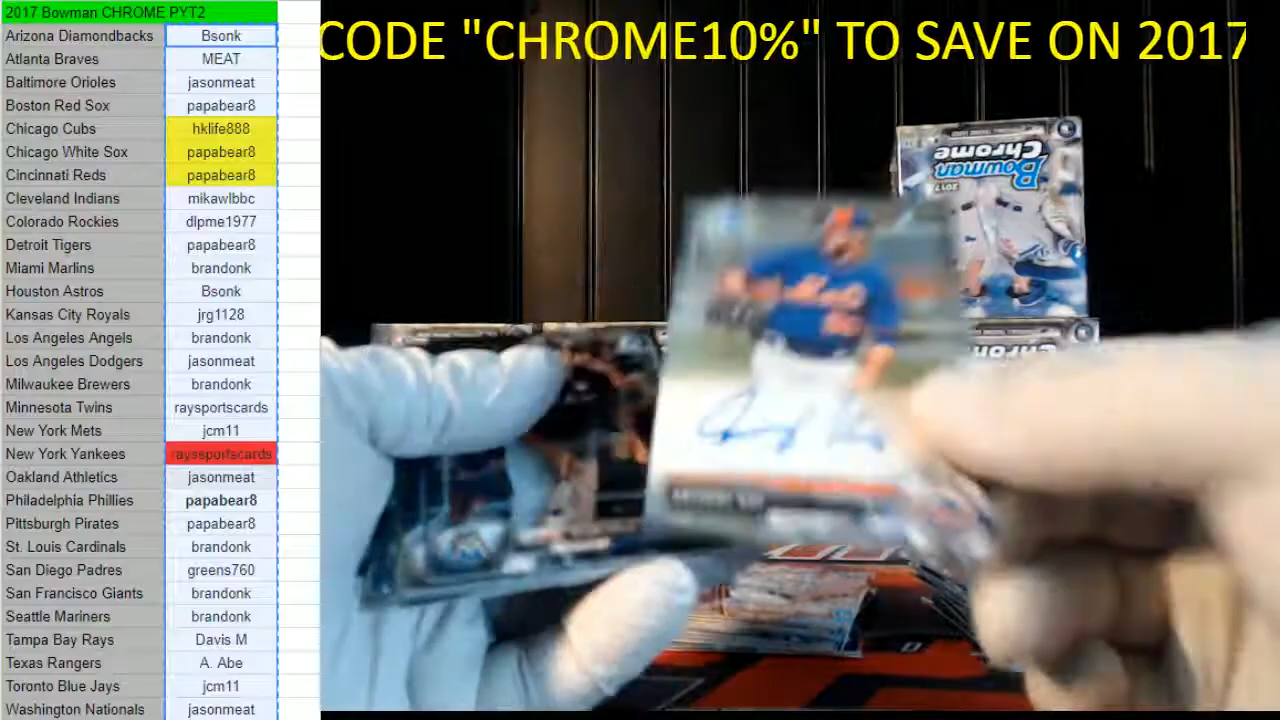 2017 Bowman CHROME PYT2
Arizona Diamondbacks Bsonk
Atlanta Braves MEAT
Baltimore Orioles jasonmeat
Boston Red Sox papabear8
Chicago Cubs hklife888
Chicago White Sox papabear8
Cincinnati Reds papabear8
Cleveland Indians mikawlbbc
Colorado Rockies dlpme1977
Detroit Tigers papabear8
Miami Marlins brandonk
Houston Astros Bsonk
Kansas City Royals jrg1128
Los Angeles Angels brandonk
Los Angeles Dodgers jasonmeat
Milwaukee Brewers brandonk
Minnesota Twins raysportscards
New York Mets jcm11
New York Yankees rayssportscards
Oakland Athletics jasonmeat
Philadelphia Phillies papabear8
Pittsburgh Pirates papabear8
St. Louis Cardinals brandonk
San Diego Padres greens760
San Francisco Giants brandonk
Seattle Mariners brandonk
Tampa Bay Rays Davis M
Texas Rangers A. Abe
Toronto Blue Jays jcm11
Washington Nationals jasonmeat
CODE "CHROME10%" TO SAVE ON 2017
2017
Bowman
Chrome